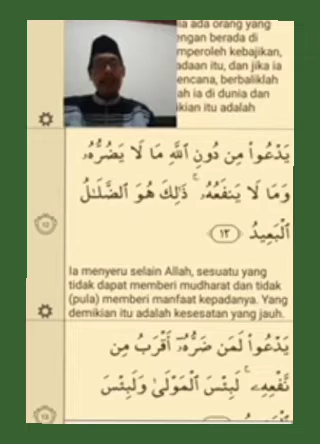 ada orang yang
engan berada di
mperoleh kebajikan,
adaan itu, dan jika ia
encana, berbaliklah
ah ia di dunia dan
ikian itu adalah
يَدْعُوا۟ مِن دُونِ ٱللَّهِ مَا لَا يَضُرُّهُۥ
وَمَا لَا يَنفَعُهُۥ ۚ ذَٰلِكَ هُوَ ٱلضَّلَـٰلُ
ٱلْبَعِيدُ ١٢
12
Ia menyeru selain Allah, sesuatu yang
tidak dapat memberi mudharat dan tidak
(pula) memberi manfaat kepadanya. Yang
demikian itu adalah kesesatan yang jauh.
يَدْعُوا۟ لَمَن ضَرُّهُۥٓ أَقْرَبُ مِن
نَّفْعِهِۦ ۚ لَبِئْسَ ٱلْمَوْلَىٰ وَلَبِئْسَ
13